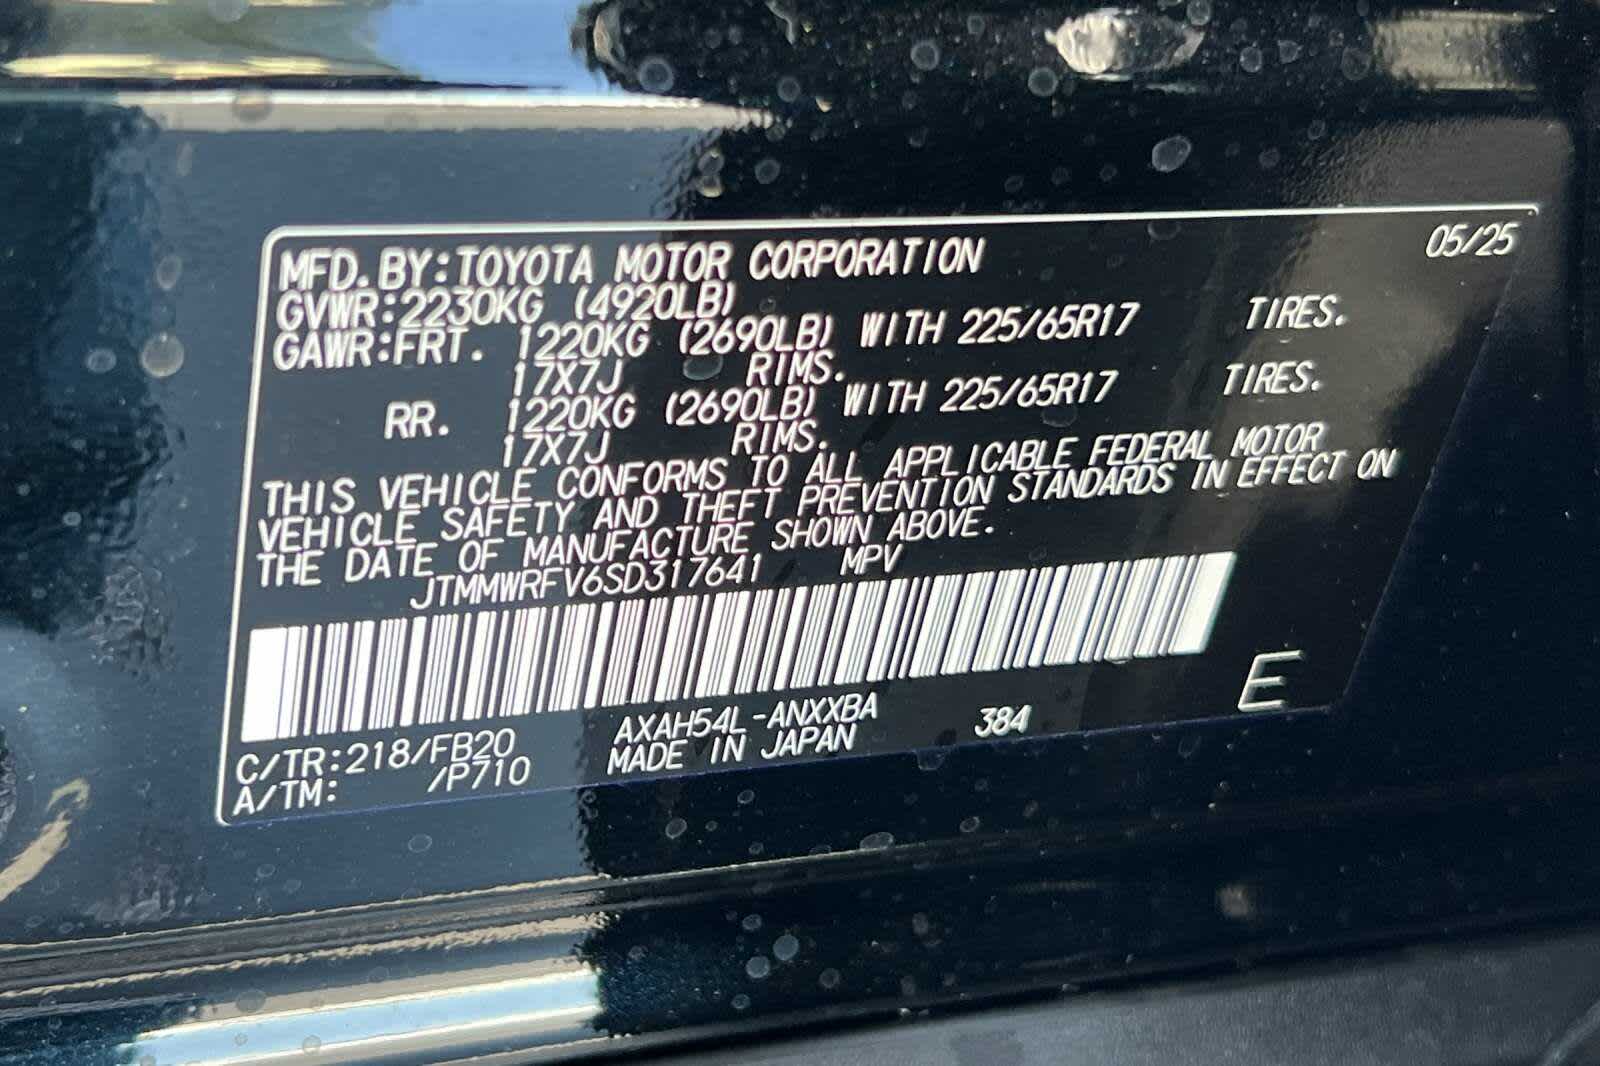 05/25
MFD.BY:TOYOTA MOTOR CORPORATION
GVWR:2230KG (4920LB)
GAWR:FRT. 1220KG (2690LB) WITH 225/65R17 TIRES.
17X7J RIMS.
RR. 1220KG (2690LB) WITH 225/65R17 TIRES.
17X7J RIMS.
THIS VEHICLE CONFORMS TO ALL APPLICABLE FEDERAL MOTOR
VEHICLE SAFETY AND THEFT PREVENTION STANDARDS IN EFFECT ON
THE DATE OF MANUFACTURE SHOWN ABOVE.
JTMMWRFV6SD317641 MPV
E
C/TR:218/FB20 AXAH54L-ANXXBA 384
A/TM: /P710 MADE IN JAPAN